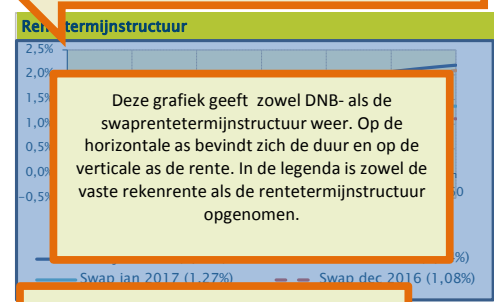 Rentetermijnstructuur
2,5%
2,0%
1,5%
1,0%
0,5%
0,0%
-0,5%
Deze grafiek geeft zowel DNB- als de
swaprentetermijnstructuur weer. Op de
horizontale as bevindt zich de duur en op de
verticale as de rente. In de legenda is zowel de
vaste rekenrente als de rentetermijnstructuur
opgenomen.
Swap jan 2017 (1,27%)
Swap dec 2016 (1,08%)